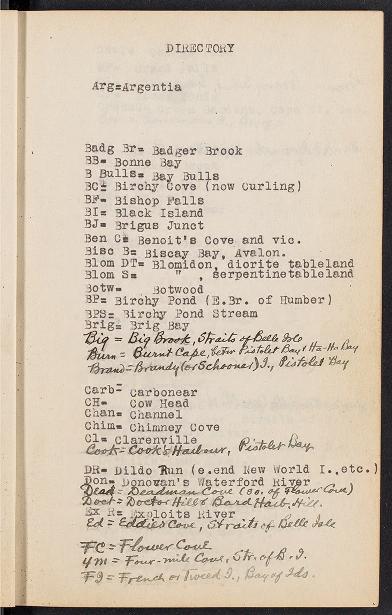 DIRECTORY
Arg=Argentia
Badg Br= Badger Brook
BB= Bonne Bay
B Bulls= Bay Bulls
BC= Birchy Cove (now Curling)
BF= Bishop Falls
BI= Black Island
BJ= Brigus Junct
Ben C= Benoit's Cove and vic.
Bisc B= Biscay Bay, Avalon.
Blom DT= Blomidon, diorite tableland
Blom S= " , serpentinetableland
Botw= Botwood
BP= Birchy Pond (E.Br. of Humber)
BPS= Birchy Pond Stream
Brig= Brig Bay
Big = Big Brook, Straits of Belle Isle
Burn = Burnt Cape, betw Pistolet Bay & Ha-Ha Bay
Brand = Brandy (or Schooner) I., Pistolet Bay
Carb= Carbonear
CH= Cow Head
Chan= Channel
Chim= Chimney Cove
Cl= Clarenville
Cook = Cook's Harbour, Pistolet Bay
DR= Dildo Run (e.end New World I.,etc.)
Don= Donovan's Waterford River
Dead = Deadman Cove (so. of Flower Cove)
Doct = Doctor Hill & Bard Harb. Hill.
Ex R= Exploits River
Ed = Eddies Cove, Straits of Belle Isle
FC = Flower Cove
4m = Four-mile Cove, Str. of B. I.
FI = French or Tweed I., Bay of Ids.